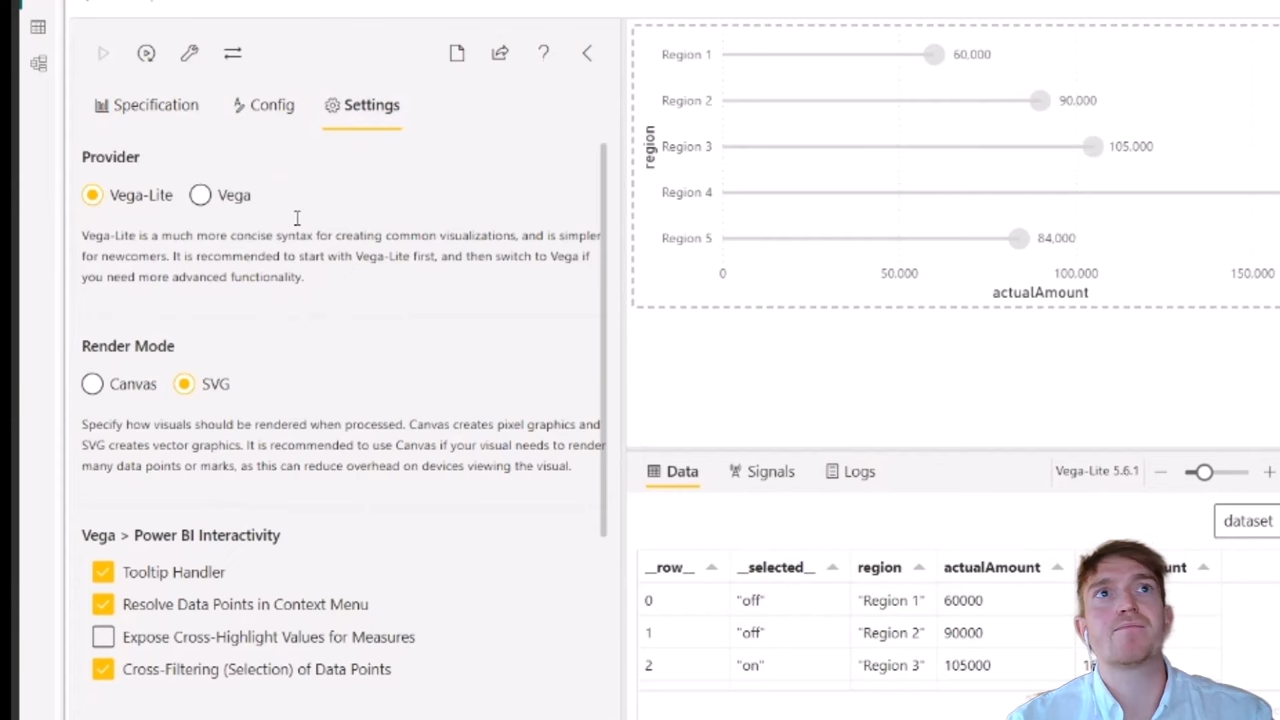 Specification
Config
Settings
Provider
Vega-Lite
Vega
Vega-Lite is a much more concise syntax for creating common visualizations, and is simpler
for newcomers. It is recommended to start with Vega-Lite first, and then switch to Vega if
you need more advanced functionality.
Render Mode
Canvas
SVG
Specify how visuals should be rendered when processed. Canvas creates pixel graphics and
SVG creates vector graphics. It is recommended to use Canvas if your visual needs to render
many data points or marks, as this can reduce overhead on devices viewing the visual.
Vega > Power BI Interactivity
Tooltip Handler
Resolve Data Points in Context Menu
Expose Cross-Highlight Values for Measures
Cross-Filtering (Selection) of Data Points
region
Region 1
60,000
Region 2
90.000
Region 3
105.000
Region 4
Region 5
84,000
0
50.000
100.000
150.000
actualAmount
Data
Signals
Logs
Vega-Lite 5.6.1
dataset
__row__ __selected__ region actualAmount
0 "off" "Region 1" 60000
1 "off" "Region 2" 90000
2 "on" "Region 3" 105000